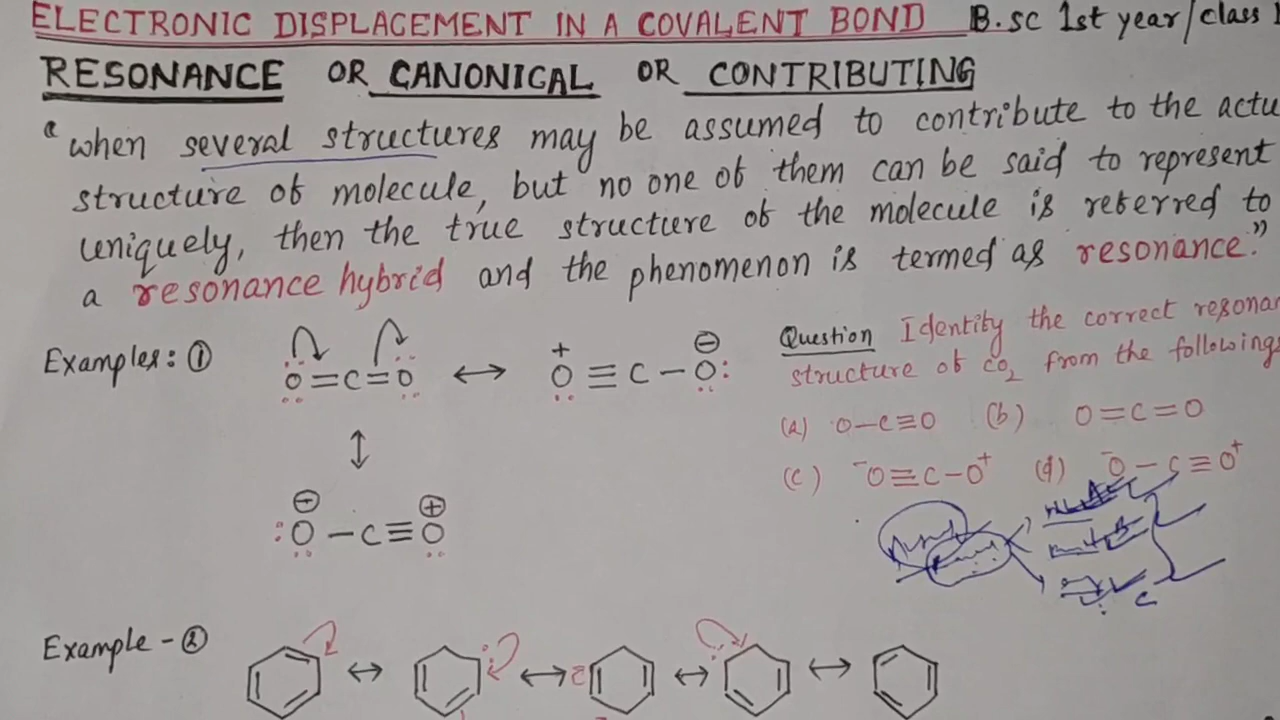 ELECTRONIC DISPLACEMENT IN A COVALENT BOND B.sc 1st year/class
RESONANCE OR CANONICAL OR CONTRIBUTING
"when several structures may be assumed to contribute to the actu
structure of molecule, but no one of them can be said to represent
uniquely, then the true structure of the molecule is referred to
a resonance hybrid and the phenomenon is termed as resonance."
Examples: ① O=C=O ↔ O⁺≡C-O⊖
Question Identity the correct resonan
structure of co₂ from the followings
(a) O-C≡O (b) O=C=O
(c) ⁻O≡C-O⁺ (d) ⁻O-C≡O⁺
↕
⊖O-C≡O⊕
Example-② ↔ ↔ ↔ ↔